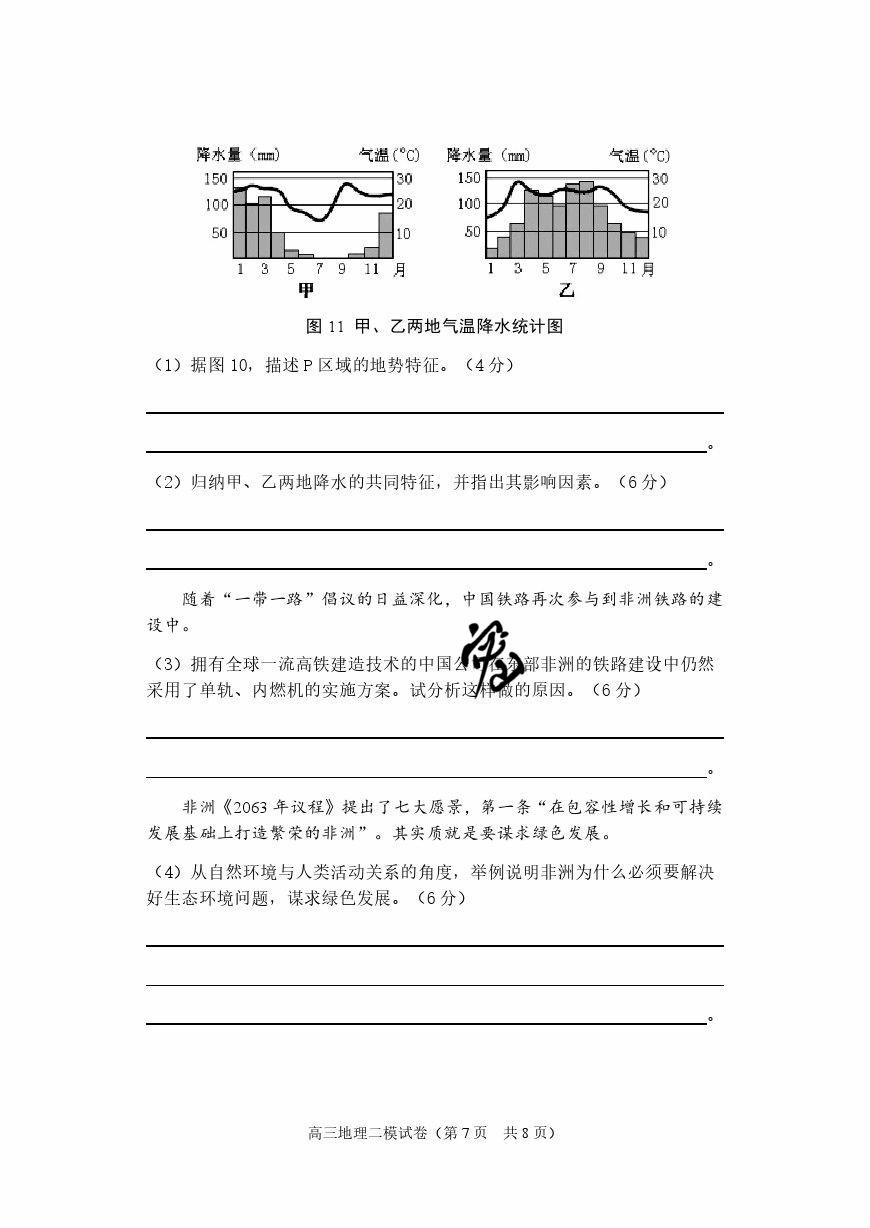 降水量(mm) 气温(°C) 降水量(mm) 气温(°C)
150 30 150 30
100 20 100 20
50 10 50 10
1 3 5 7 9 11 月 1 3 5 7 9 11 月
甲 乙
图 11 甲、乙两地气温降水统计图
（1）据图 10，描述 P 区域的地势特征。（4 分）
。
（2）归纳甲、乙两地降水的共同特征，并指出其影响因素。（6 分）
。
随着“一带一路”倡议的日益深化，中国铁路再次参与到非洲铁路的建
设中。
（3）拥有全球一流高铁建造技术的中国公 在东部非洲的铁路建设中仍然
采用了单轨、内燃机的实施方案。试分析这样做的原因。（6 分）
。
非洲《2063 年议程》提出了七大愿景，第一条“在包容性增长和可持续
发展基础上打造繁荣的非洲”。其实质就是要谋求绿色发展。
（4）从自然环境与人类活动关系的角度，举例说明非洲为什么必须要解决
好生态环境问题，谋求绿色发展。（6 分）
。
高三地理二模试卷（第 7 页 共 8 页）